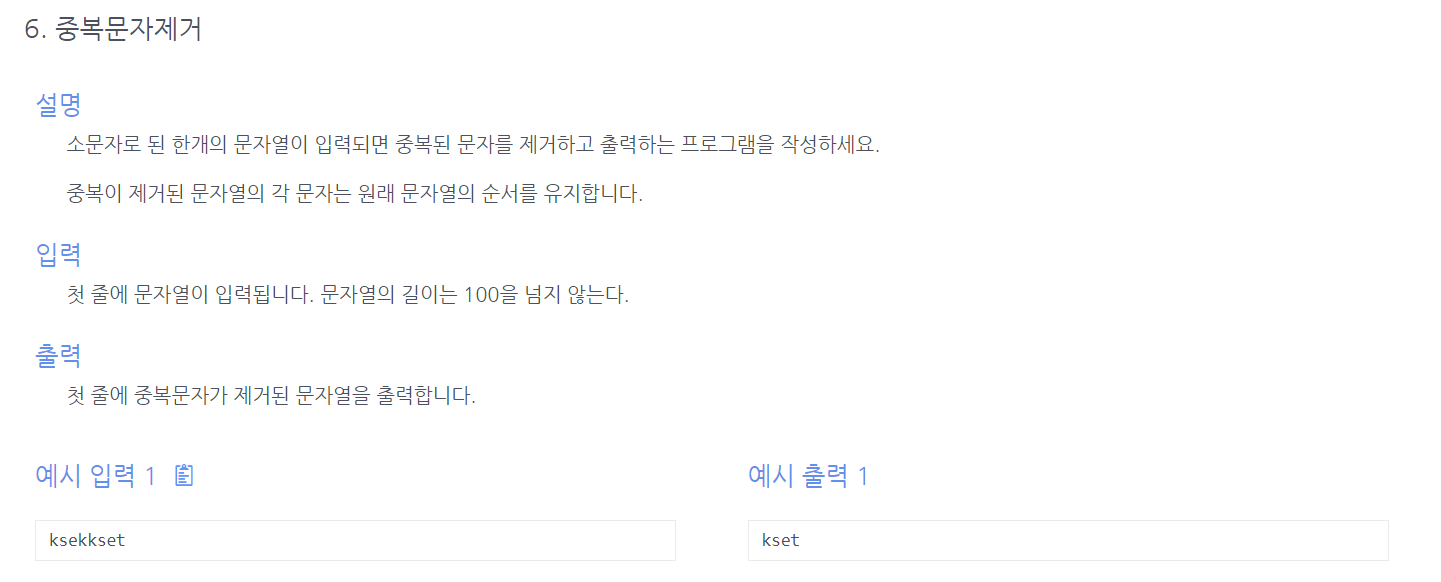 6. 중복문자제거
설명
소문자로 된 한개의 문자열이 입력되면 중복된 문자를 제거하고 출력하는 프로그램을 작성하세요.
중복이 제거된 문자열의 각 문자는 원래 문자열의 순서를 유지합니다.
입력
첫 줄에 문자열이 입력됩니다. 문자열의 길이는 100을 넘지 않는다.
출력
첫 줄에 중복문자가 제거된 문자열을 출력합니다.
예시 입력 1
예시 출력 1
ksekkset
kset